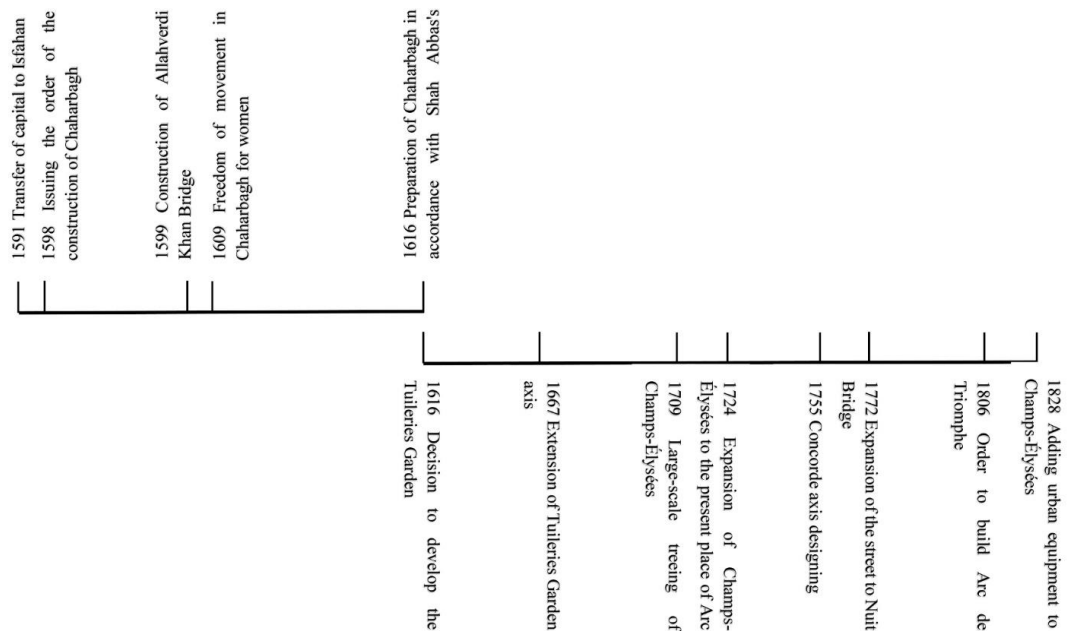 1591 Transfer of capital to Isfahan
1598 Issuing the order of the
construction of Chaharbagh
1599 Construction of Allahverdi
Khan Bridge
1609 Freedom of movement in
Chaharbagh for women
1616 Preparation of Chaharbagh in
accordance with Shah Abbas's
1616 Decision to develop the
Tuileries Garden
1667 Extension of Tuileries Garden
axis
1709 Large-scale treeing of
Champs-Élysées
1724 Expansion of Champs-
Élysées to the present place of Arc
1755 Concorde axis designing
1772 Expansion of the street to Nuit
Bridge
1806 Order to build Arc de
Triomphe
1828 Adding urban equipment to
Champs-Élysées